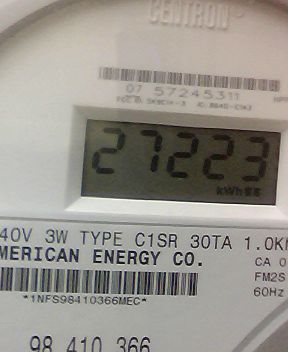 CENTRON
07 57245311
27223
kWh
40V 3W TYPE C1SR 30TA 1.0K
MERICAN ENERGY CO.
CA 0
FM2S
*1NFS98410366MEC*
60Hz
98 410 366